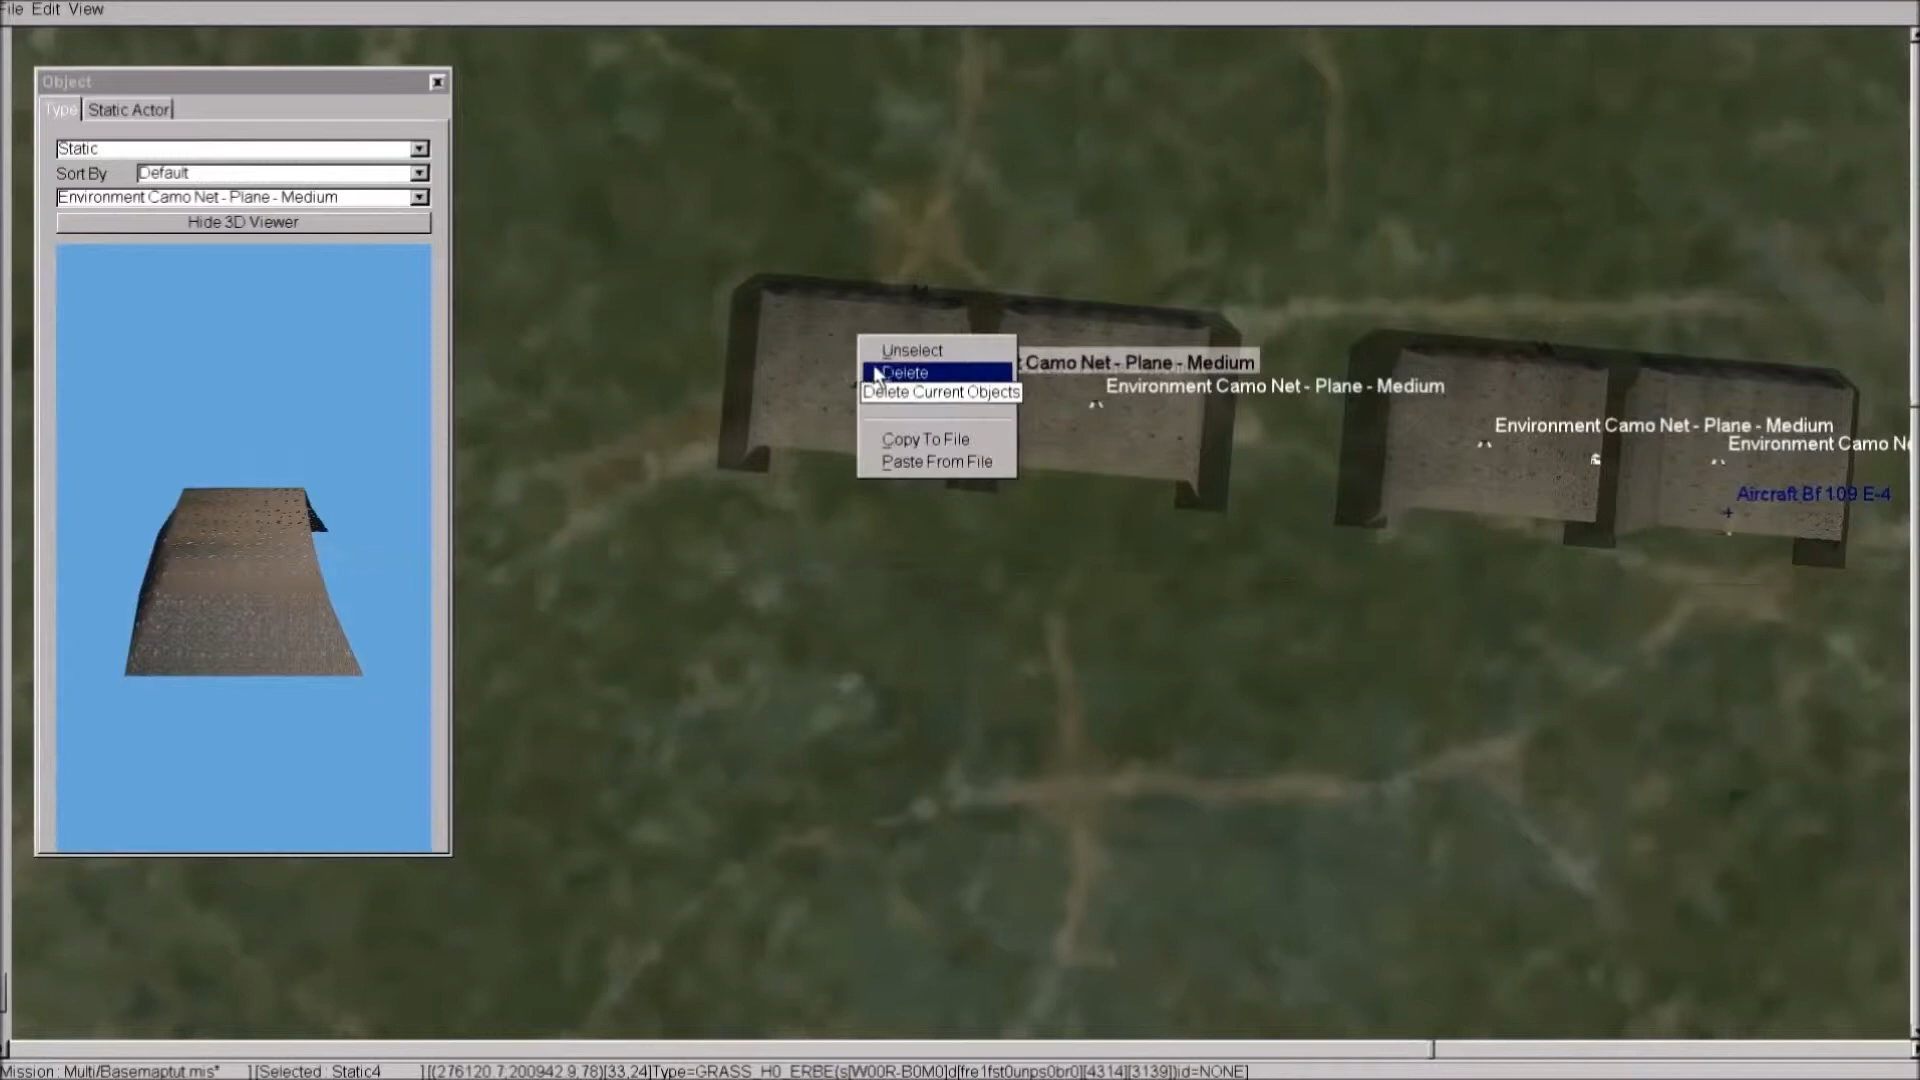 File Edit View
Object
Type Static Actor
Static
Sort By Default
Environment Camo Net - Plane - Medium
Hide 3D Viewer
Unselect
Delete
Delete Current Objects
Copy To File
Paste From File
Camo Net - Plane - Medium
Environment Camo Net - Plane - Medium
Environment Camo Net - Plane - Medium
Environment Camo Ne
Aircraft Bf 109 E-4
Mission : Multi/Basemaptut.mis* ][Selected : Static4 ][(276120.7;200942.9,78)[33,24]Type=GRASS_H0_ERBE(s[W00R-B0M0]d[fre1fst0unps0br0][4314][3139])id=NONE]